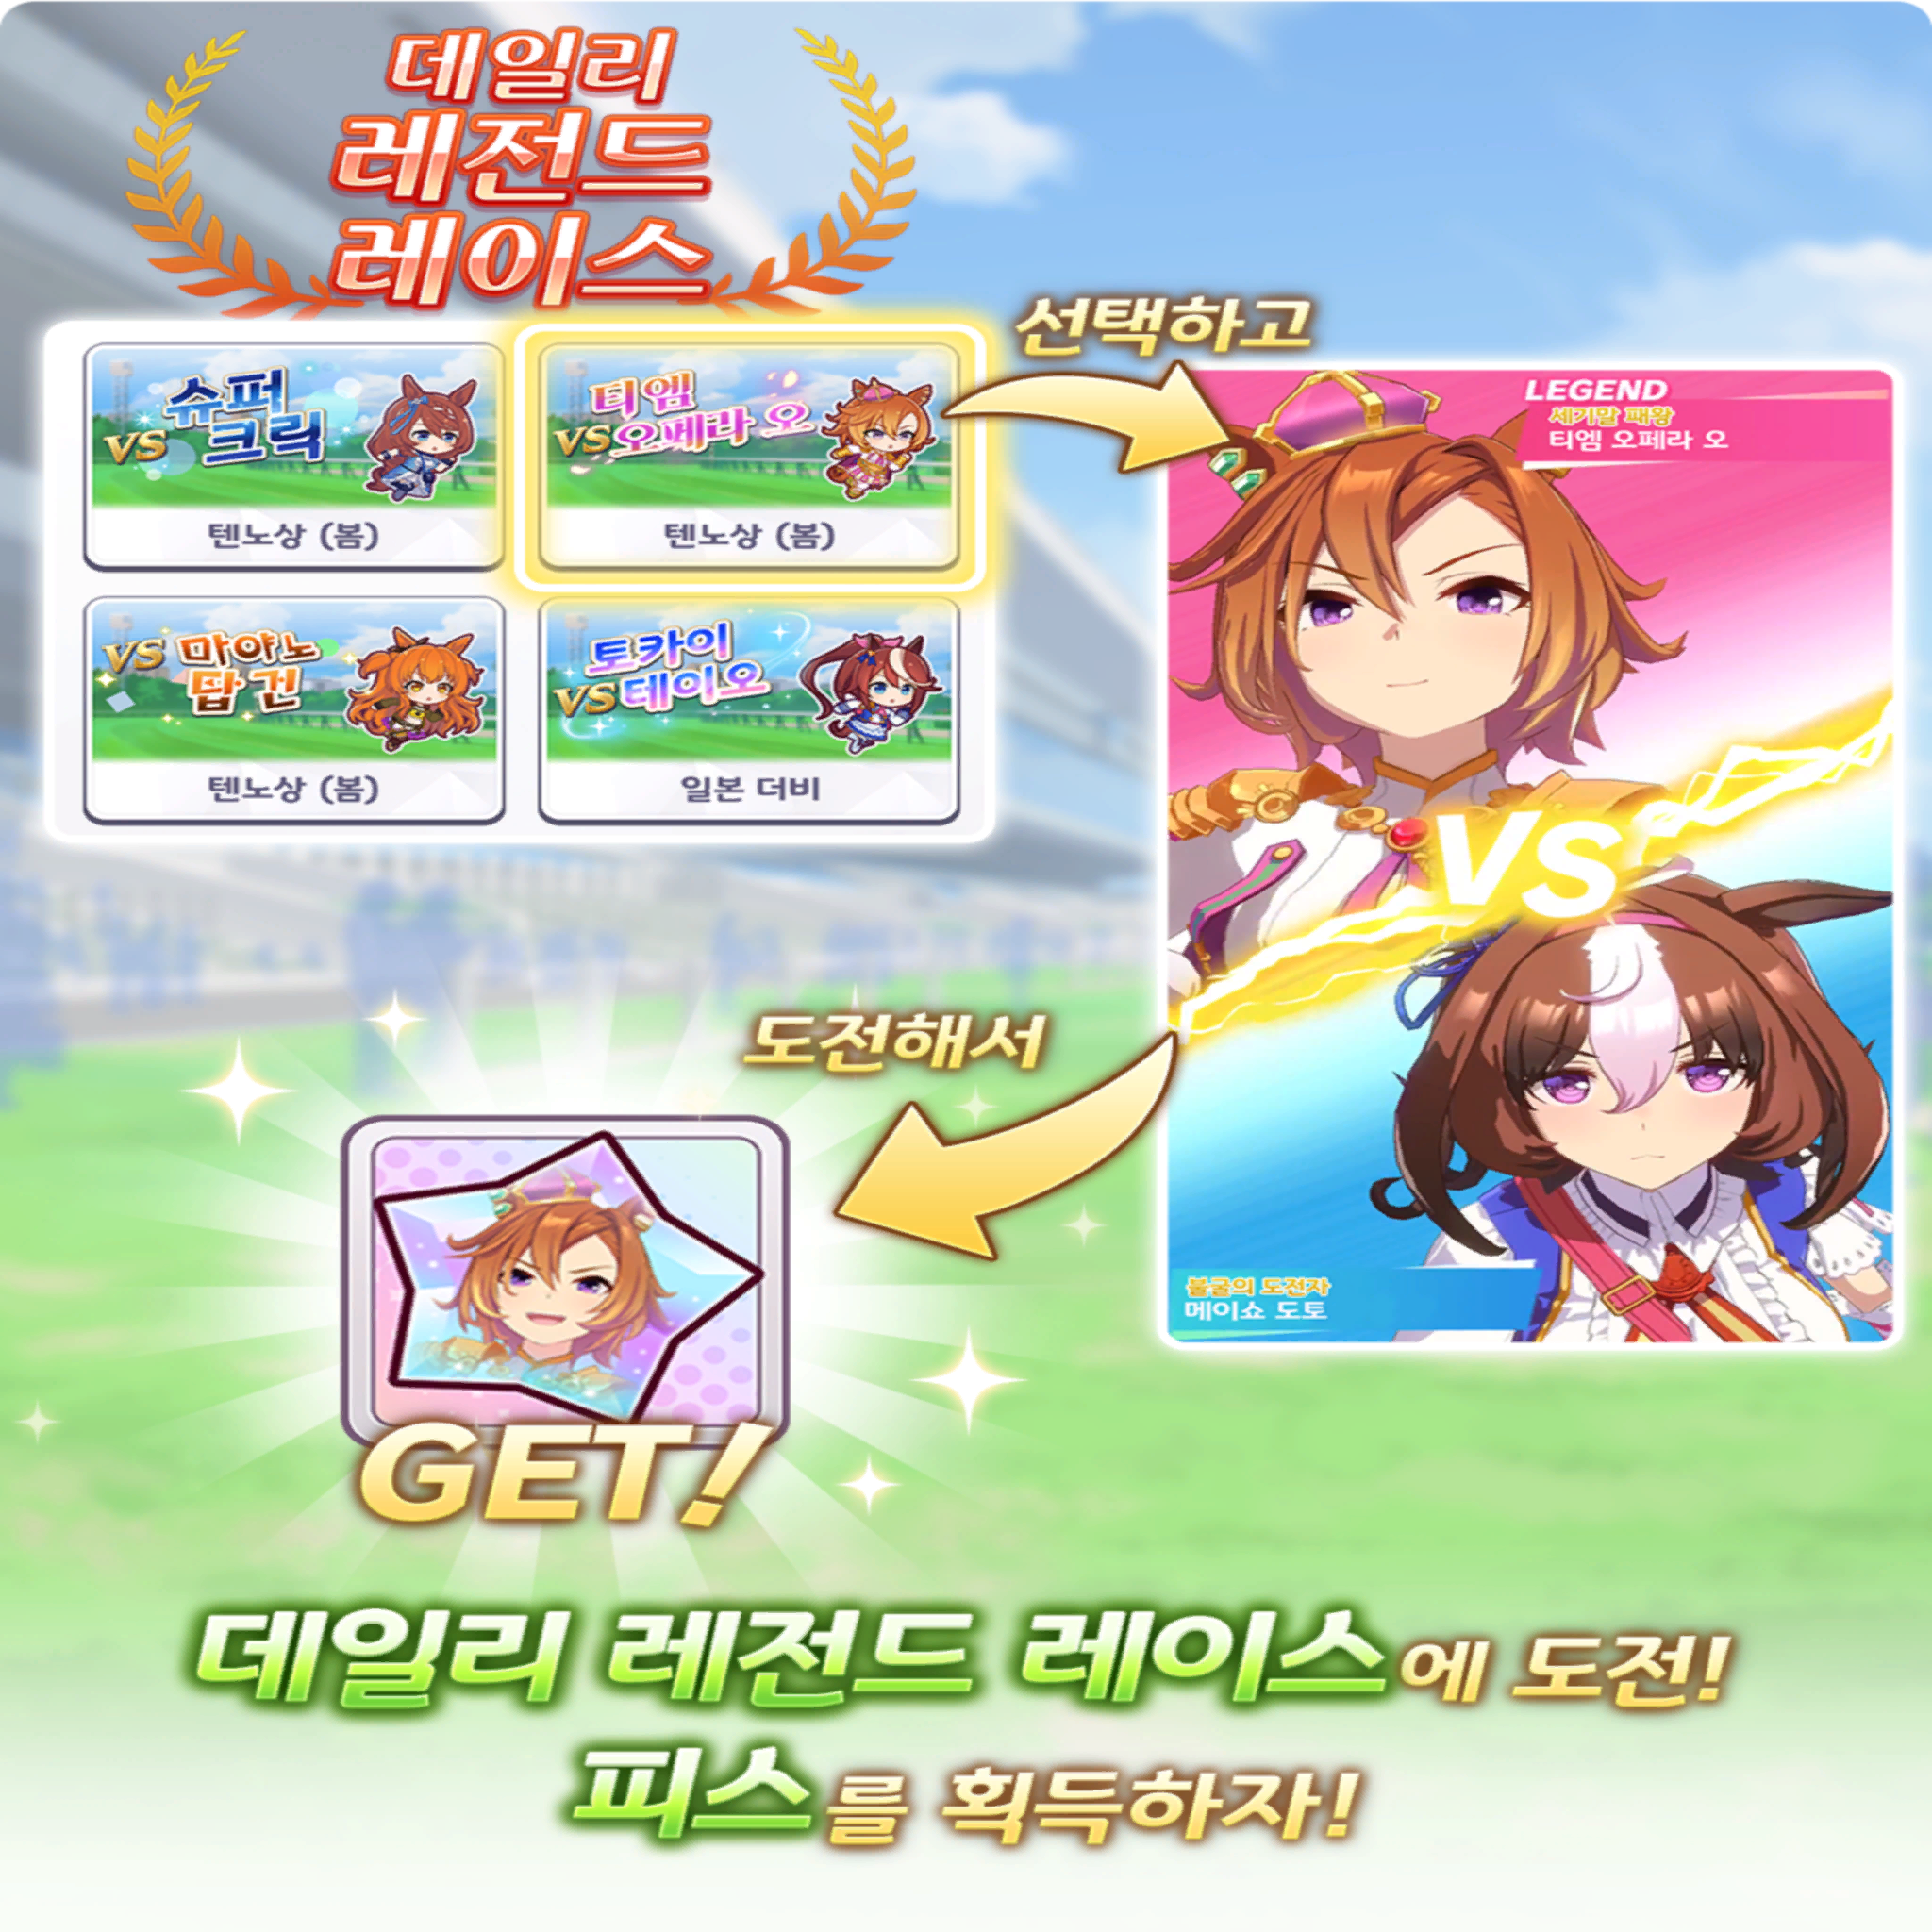 데일리
레전드
레이스
선택하고
VS 슈퍼
크릭
텐노상 (봄)
티엠
VS 오페라 오
텐노상 (봄)
VS 마야노
탑 건
텐노상 (봄)
토카이
VS 테이오
일본 더비
LEGEND
세기말 패왕
티엠 오페라 오
VS
불굴의 도전자
메이쇼 도토
도전해서
GET!
데일리 레전드 레이스에 도전!
피스를 획득하자!